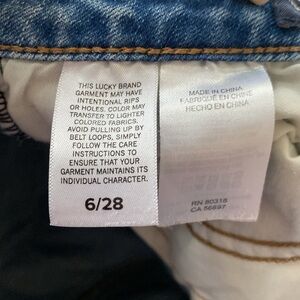 THIS LUCKY BRAND
GARMENT MAY HAVE
INTENTIONAL RIPS
OR HOLES. COLOR MAY
TRANSFER TO LIGHTER
COLORED FABRICS.
AVOID PULLING UP BY
BELT LOOPS, SIMPLY
FOLLOW THE CARE
INSTRUCTIONS TO
ENSURE THAT YOUR
GARMENT MAINTAINS ITS
INDIVIDUAL CHARACTER.
6/28
MADE IN CHINA
FABRIQUÉ EN CHINA
HECHO EN CHINA
RN 80318
CA 56697